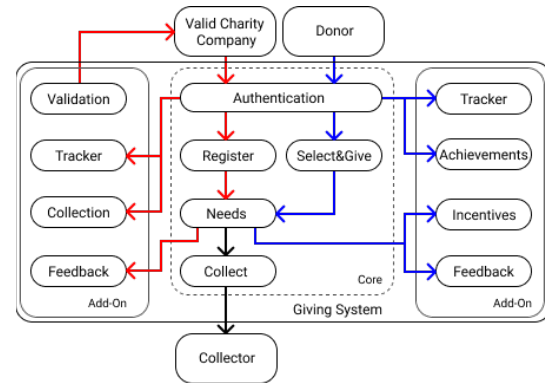 Valid Charity
Company
Donor
Validation
Authentication
Tracker
Tracker
Register
Select&Give
Achievements
Collection
Needs
Incentives
Feedback
Collect
Feedback
Core
Add-On
Add-On
Giving System
Collector